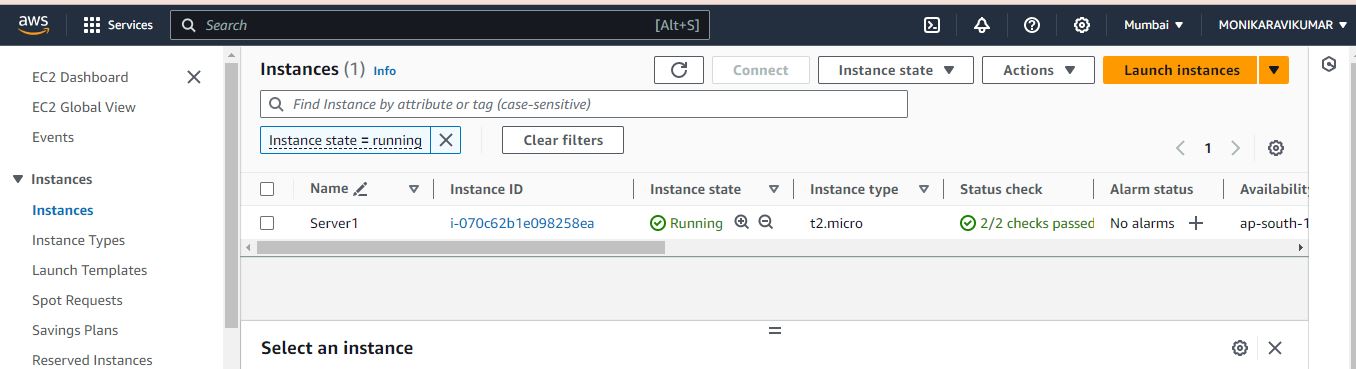 aws Services Search [Alt+S] Mumbai MONIKARAVIKUMAR
EC2 Dashboard
EC2 Global View
Events
Instances
Instances
Instance Types
Launch Templates
Spot Requests
Savings Plans
Reserved Instances
Instances (1) Info Connect Instance state Actions Launch instances
Find Instance by attribute or tag (case-sensitive)
Instance state = running Clear filters
1
Name Instance ID Instance state Instance type Status check Alarm status Availability
Server1 i-070c62b1e098258ea Running t2.micro 2/2 checks passed No alarms ap-south-1
Select an instance